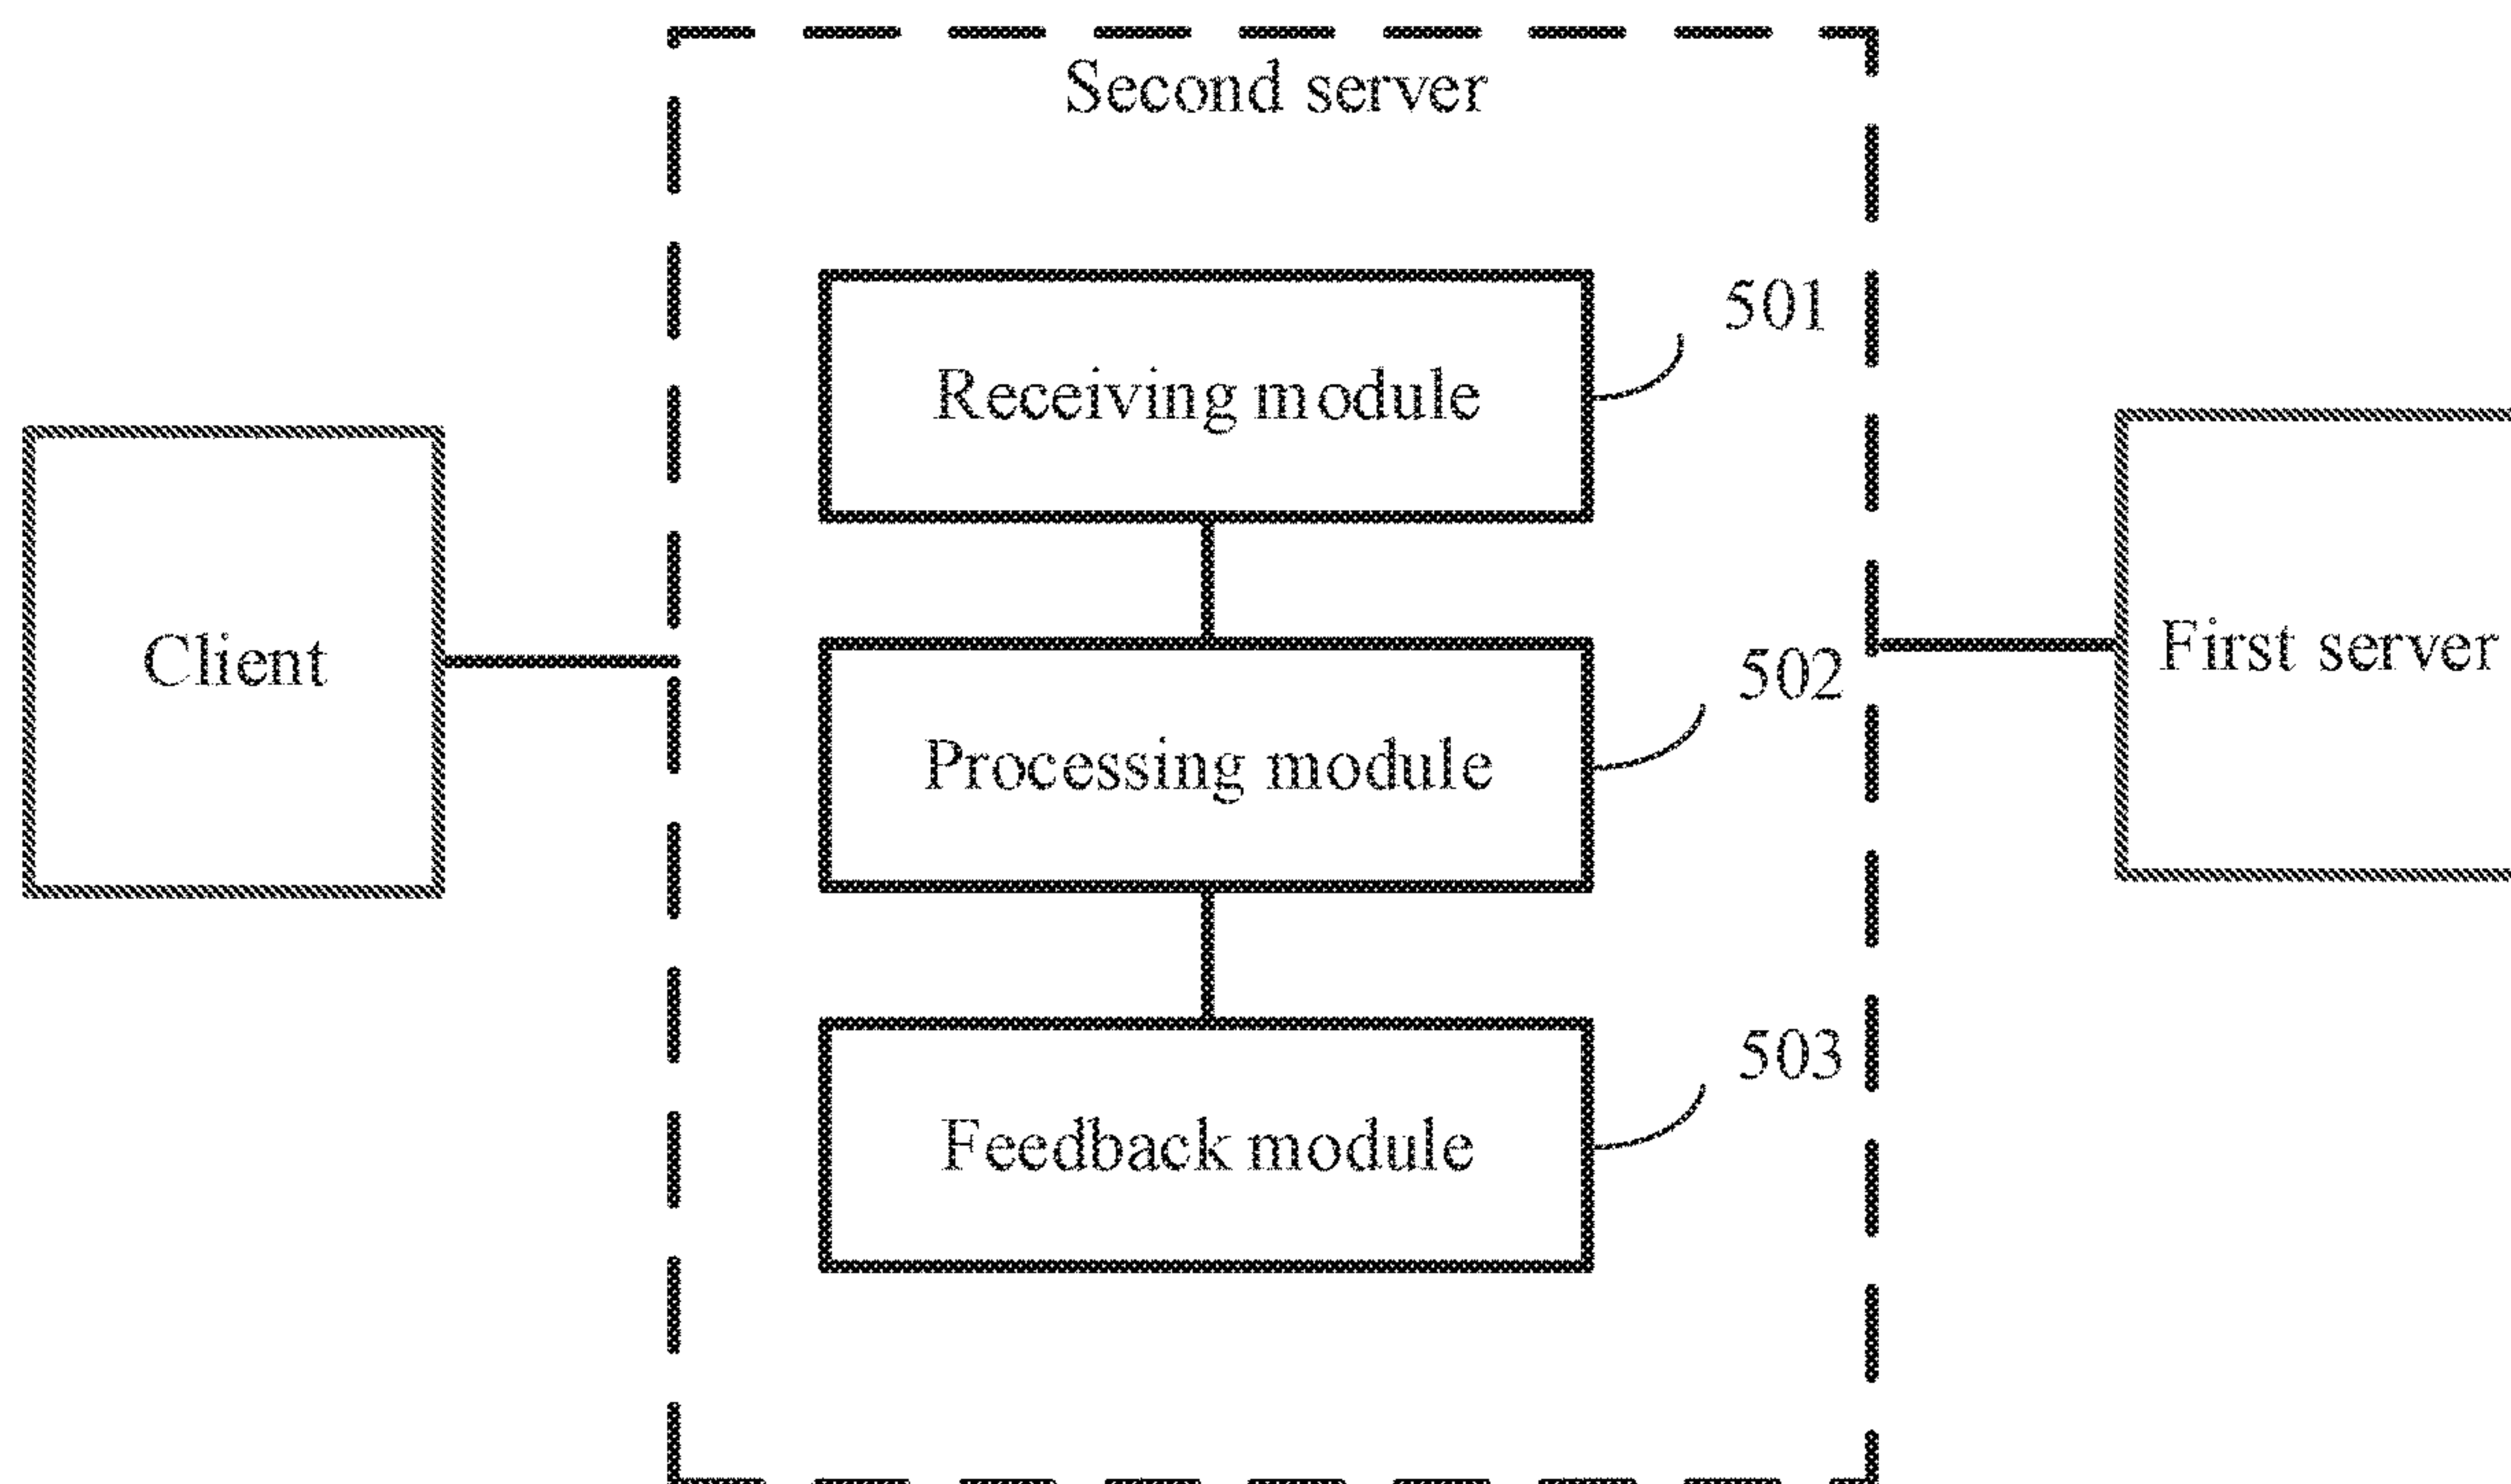 Second server
501
Receiving module
Client
First server
502
Processing module
503
Feedback module